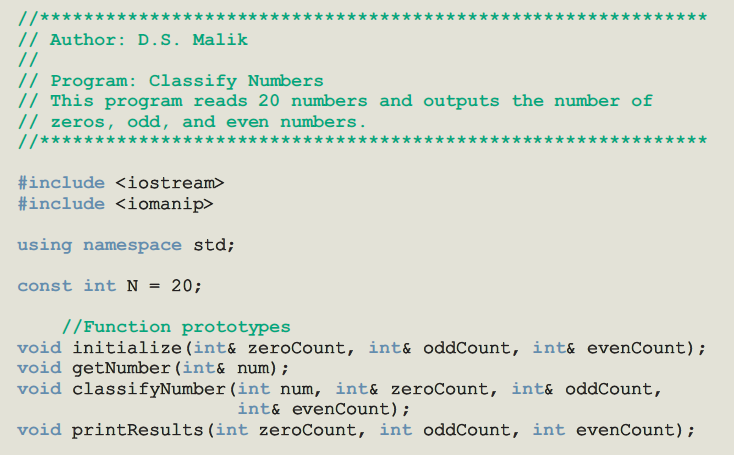 //*************************************************************
// Author: D.S. Malik
//
// Program: Classify Numbers
// This program reads 20 numbers and outputs the number of
// zeros, odd, and even numbers.
//*************************************************************
#include <iostream>
#include <iomanip>
using namespace std;
const int N = 20;
//Function prototypes
void initialize(int& zeroCount, int& oddCount, int& evenCount);
void getNumber(int& num);
void classifyNumber(int num, int& zeroCount, int& oddCount,
int& evenCount);
void printResults(int zeroCount, int oddCount, int evenCount);